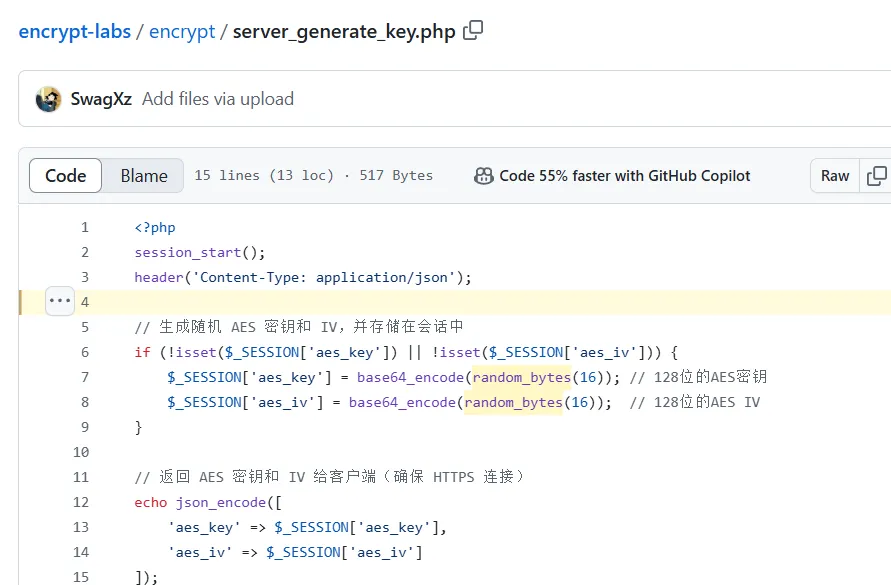 encrypt-labs / encrypt / server_generate_key.php
SwagXz Add files via upload
Code Blame 15 lines (13 loc) · 517 Bytes Code 55% faster with GitHub Copilot Raw
1 <?php
2 session_start();
3 header('Content-Type: application/json');
4
5 // 生成随机 AES 密钥和 IV，并存储在会话中
6 if (!isset($_SESSION['aes_key']) || !isset($_SESSION['aes_iv'])) {
7 $_SESSION['aes_key'] = base64_encode(random_bytes(16)); // 128位的AES密钥
8 $_SESSION['aes_iv'] = base64_encode(random_bytes(16)); // 128位的AES IV
9 }
10
11 // 返回 AES 密钥和 IV 给客户端（确保 HTTPS 连接）
12 echo json_encode([
13 'aes_key' => $_SESSION['aes_key'],
14 'aes_iv' => $_SESSION['aes_iv']
15 ]);